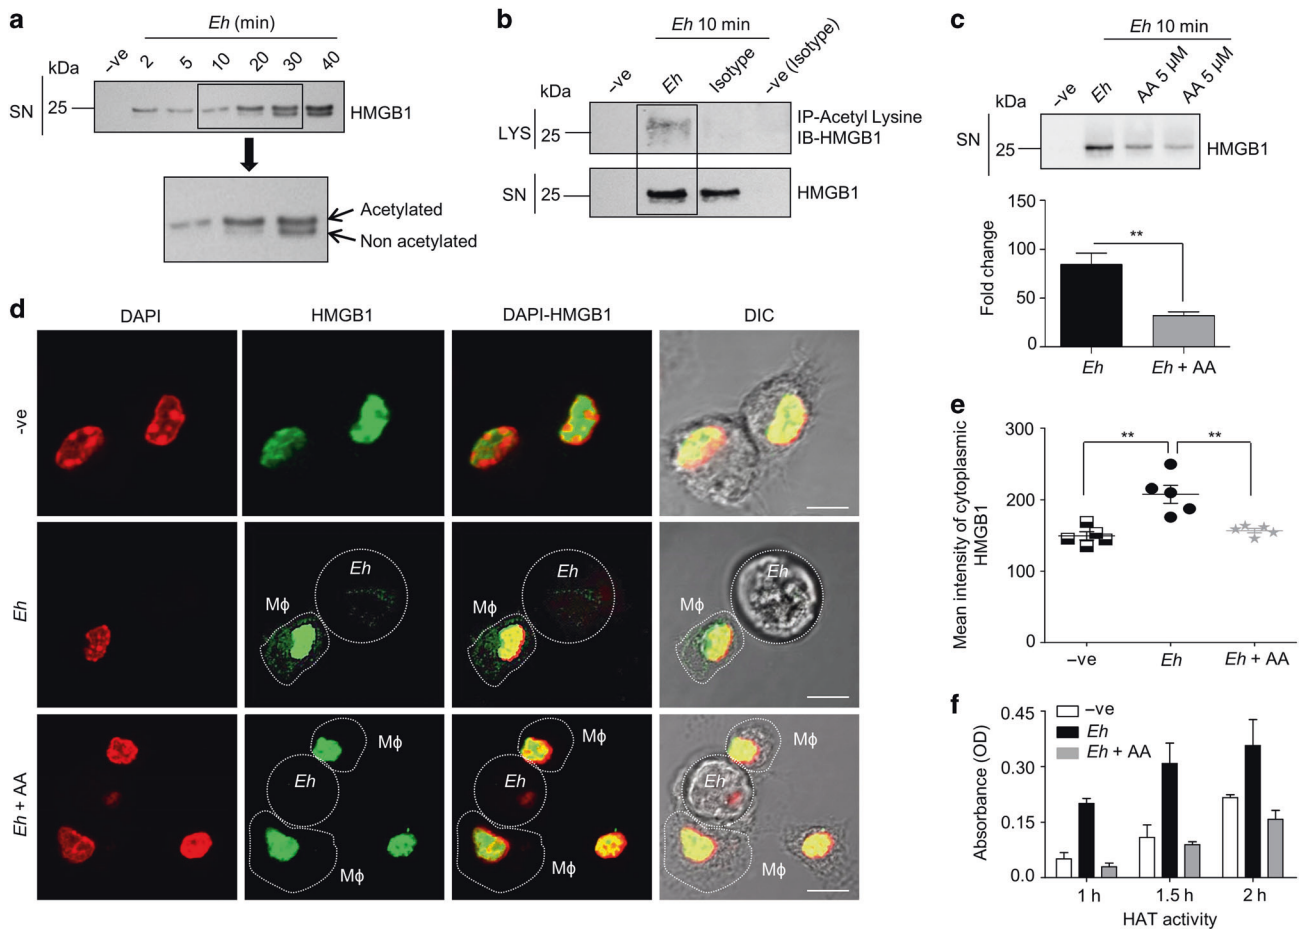 a
Eh (min)
–ve 2 5 10 20 30 40
kDa
SN 25 HMGB1
Acetylated
Non acetylated
b
Eh 10 min
–ve Eh Isotype –ve (Isotype)
kDa
LYS 25 IP-Acetyl Lysine
IB-HMGB1
SN 25 HMGB1
c
Eh 10 min
–ve Eh AA 5 μM AA 5 μM
kDa
SN 25 HMGB1
150
100
50
0
Fold change
**
Eh Eh + AA
d
DAPI HMGB1 DAPI-HMGB1 DIC
-ve
Eh
Eh Eh Eh
Mϕ Mϕ Mϕ
Eh + AA
Mϕ Mϕ
Eh Eh Eh
Mϕ Mϕ
e
300
200
100
0
Mean intensity of cytoplasmic
HMGB1
** **
–ve Eh Eh + AA
f
–ve
Eh
Eh + AA
0.45
0.30
0.15
0.0
Absorbance (OD)
1 h 1.5 h 2 h
HAT activity